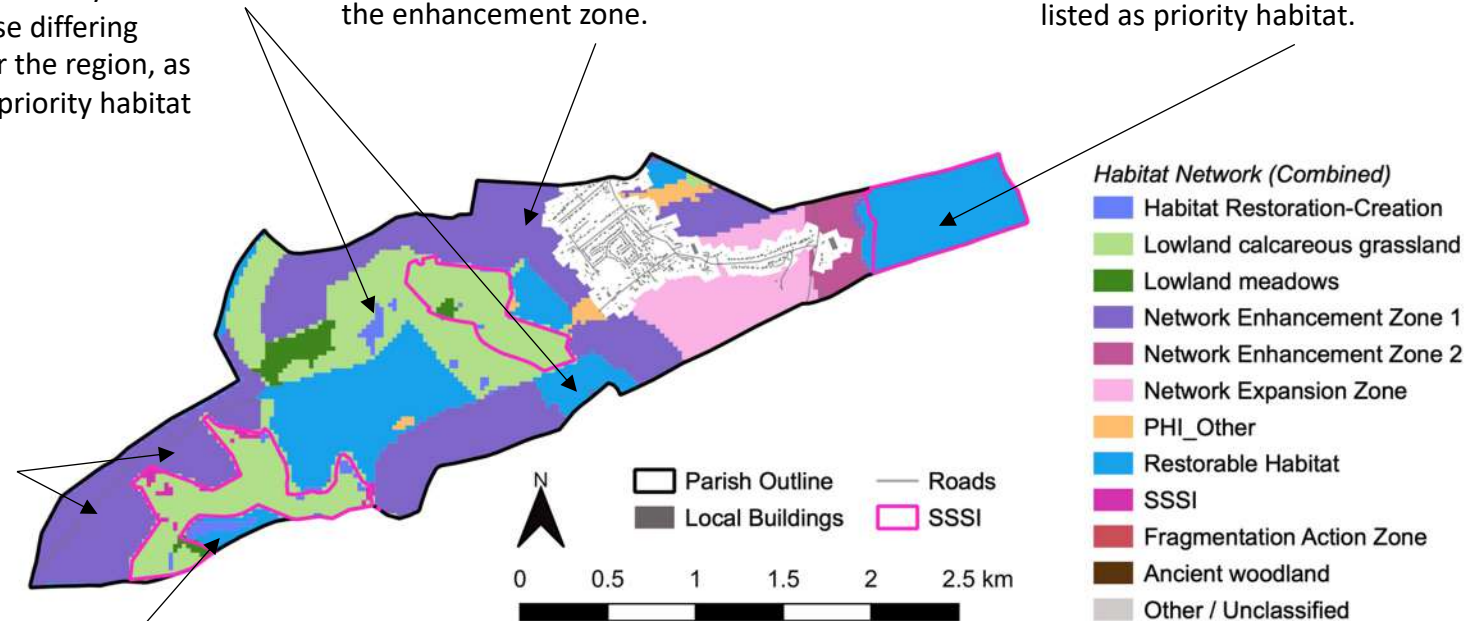 se differing
the enhancement zone.
listed as priority habitat.
r the region, as
priority habitat
Habitat Network (Combined)
Habitat Restoration-Creation
Lowland calcareous grassland
Lowland meadows
Network Enhancement Zone 1
Network Enhancement Zone 2
Network Expansion Zone
PHI_Other
Restorable Habitat
SSSI
Fragmentation Action Zone
Ancient woodland
Other / Unclassified
N
Parish Outline
Roads
Local Buildings
SSSI
0 0.5 1 1.5 2 2.5 km